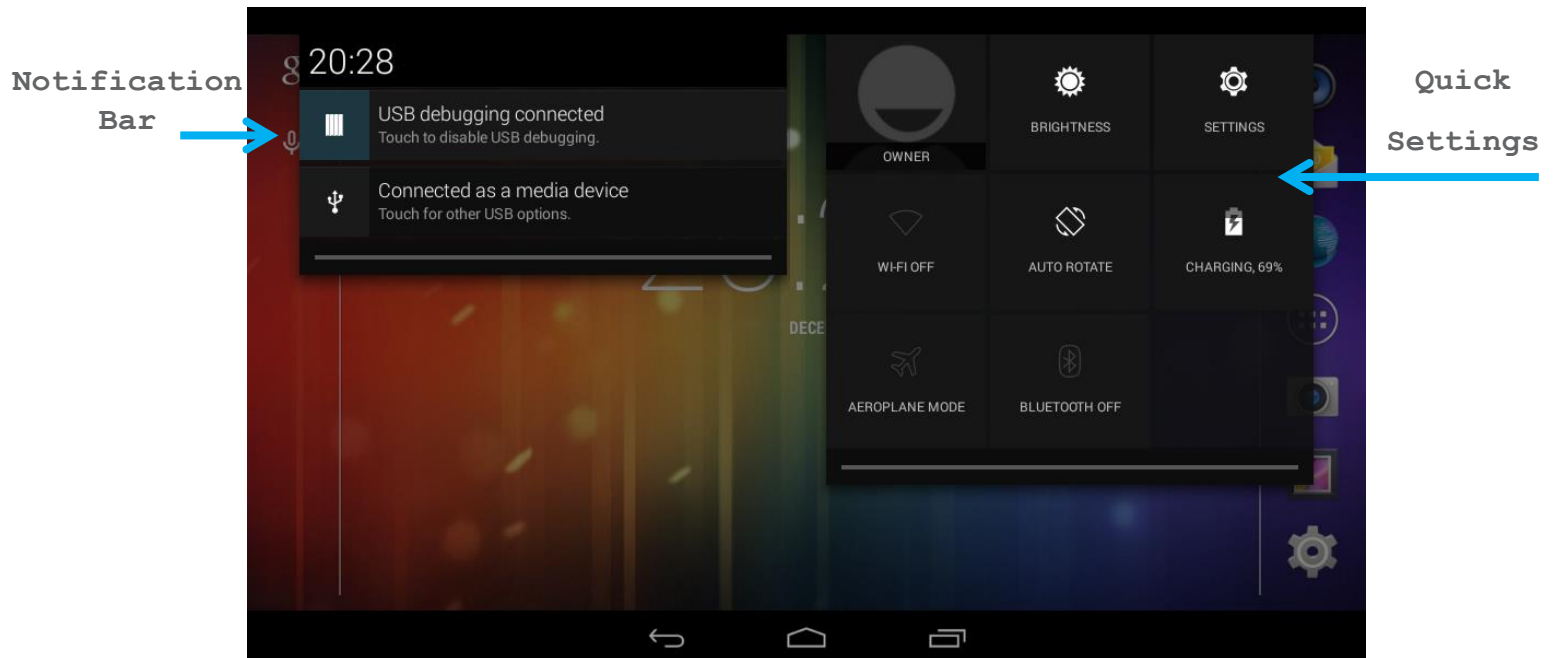 Notification
Bar
g 20:28
USB debugging connected
Touch to disable USB debugging.
Connected as a media device
Touch for other USB options.
DECE
OWNER
BRIGHTNESS
SETTINGS
WI-FI OFF
AUTO ROTATE
CHARGING, 69%
AEROPLANE MODE
BLUETOOTH OFF
Quick
Settings